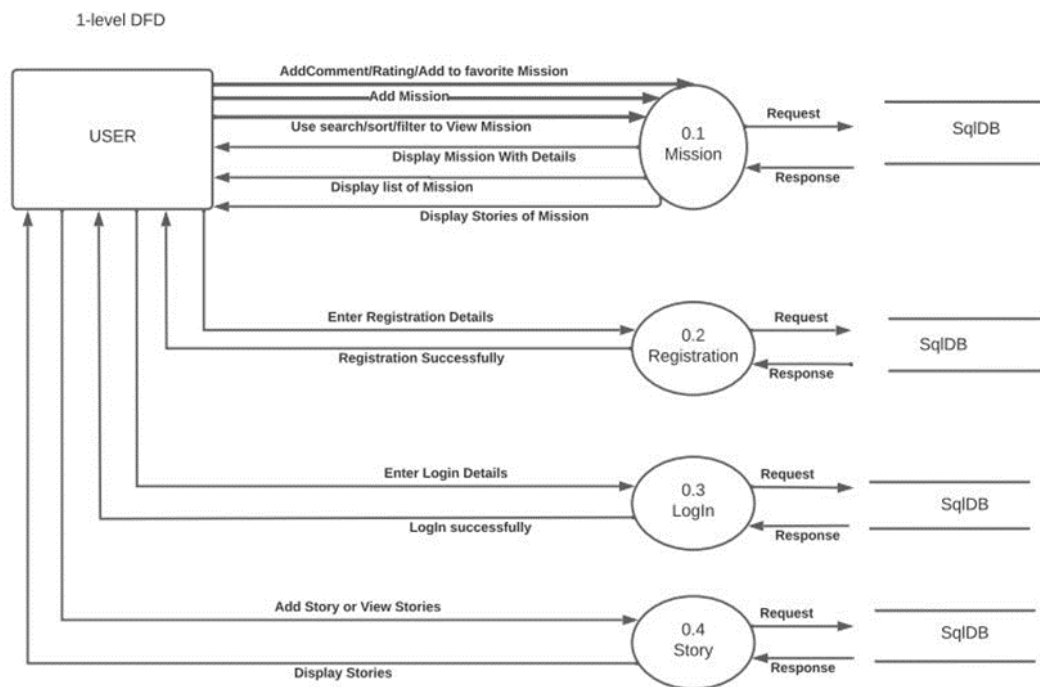 1-level DFD
USER
AddComment/Rating/Add to favorite Mission
Add Mission
Use search/sort/filter to View Mission
Display Mission With Details
Display list of Mission
Display Stories of Mission
0.1
Mission
Request
Response
SqlDB
Enter Registration Details
Registration Successfully
0.2
Registration
Request
Response
SqlDB
Enter Login Details
LogIn successfully
0.3
LogIn
Request
Response
SqlDB
Add Story or View Stories
Display Stories
0.4
Story
Request
Response
SqlDB